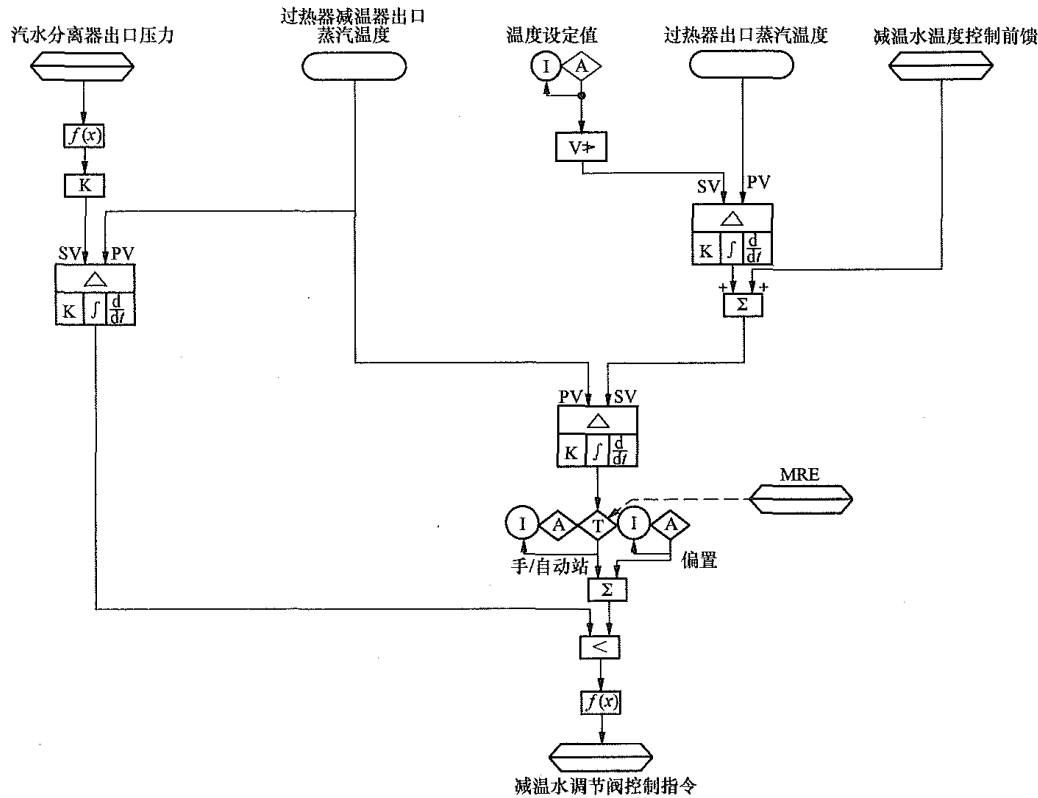 汽水分离器出口压力
过热器减温器出口
蒸汽温度
温度设定值
过热器出口蒸汽温度
减温水温度控制前馈
I A
f(x)
V≯
K
SV PV
△
K ∫ d/dt
SV PV
△
K ∫ d/dt
+ +
Σ
PV SV
△
K ∫ d/dt
MRE
I A T I A
手/自动站
偏置
Σ
<
f(x)
减温水调节阀控制指令